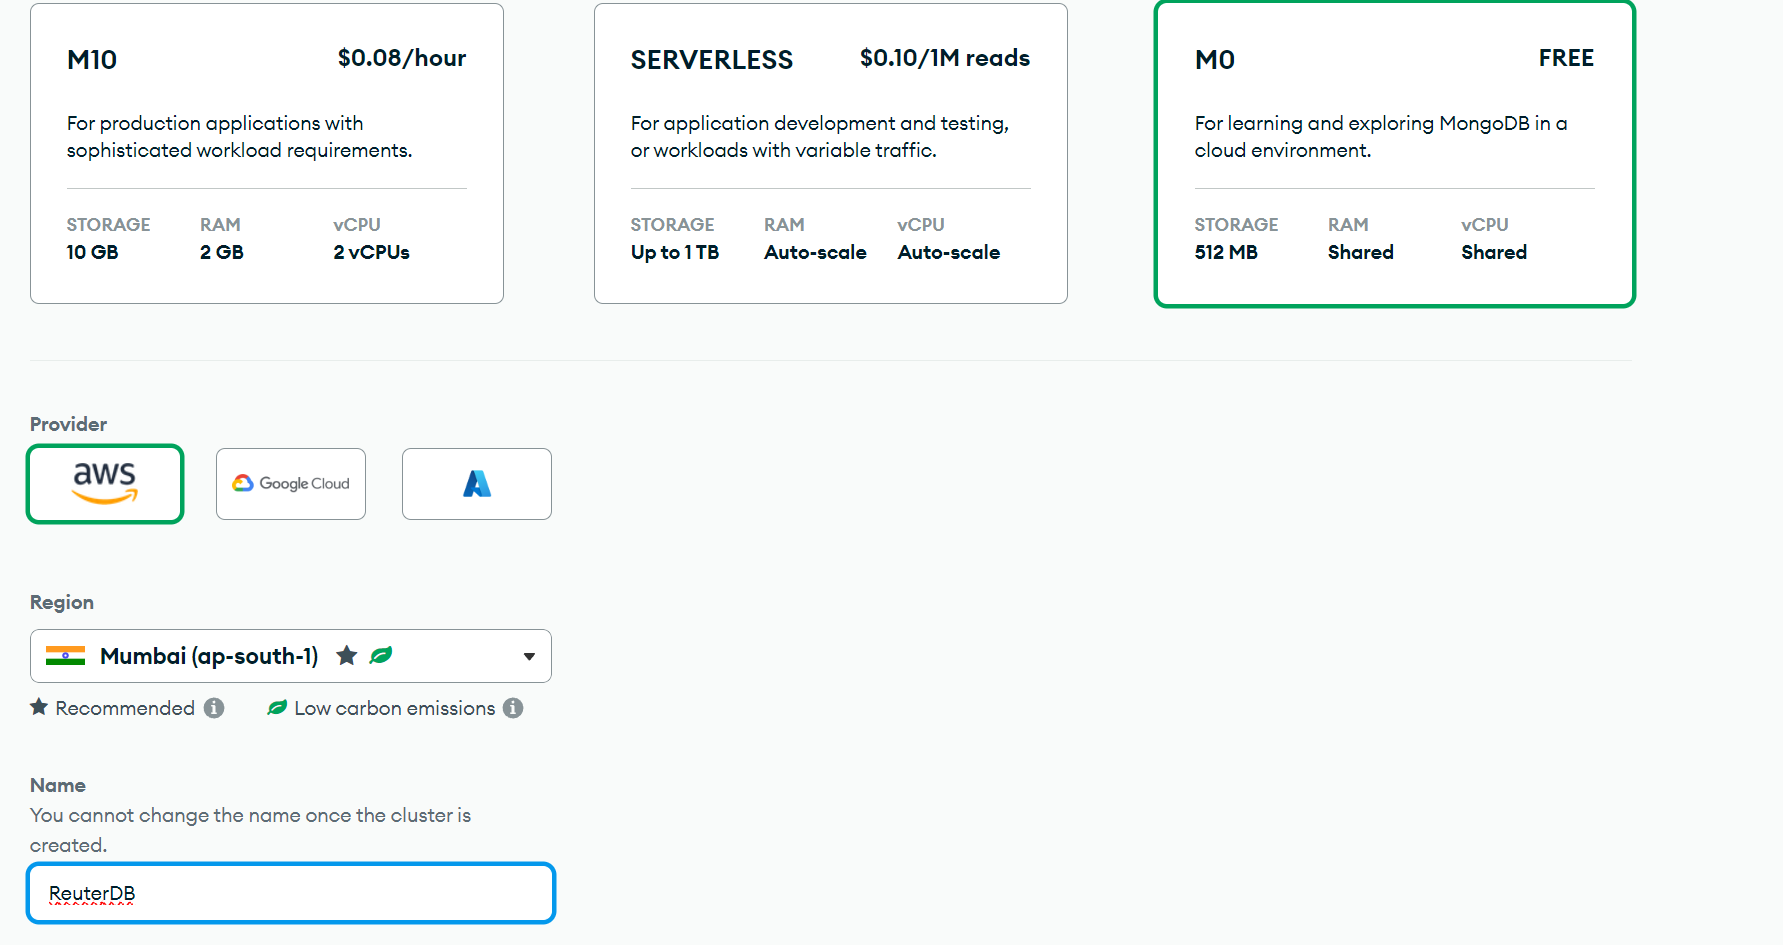 M10 $0.08/hour
For production applications with
sophisticated workload requirements.
STORAGE RAM vCPU
10 GB 2 GB 2 vCPUs
SERVERLESS $0.10/1M reads
For application development and testing,
or workloads with variable traffic.
STORAGE RAM vCPU
Up to 1 TB Auto-scale Auto-scale
M0 FREE
For learning and exploring MongoDB in a
cloud environment.
STORAGE RAM vCPU
512 MB Shared Shared
Provider
aws Google Cloud
Region
Mumbai (ap-south-1)
Recommended Low carbon emissions
Name
You cannot change the name once the cluster is
created.
ReuterDB